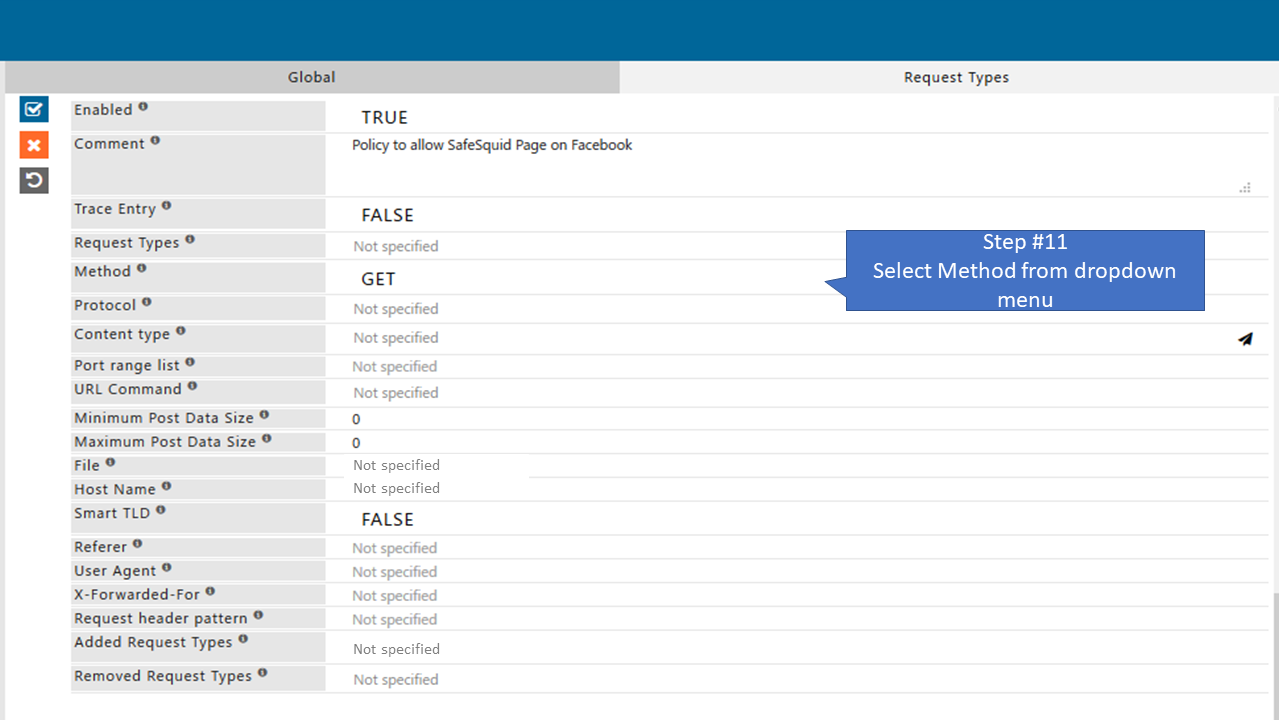 Global
Request Types
Enabled
TRUE
Comment
Policy to allow SafeSquid Page on Facebook
Trace Entry
FALSE
Request Types
Not specified
Step #11
Select Method from dropdown
menu
Method
GET
Protocol
Not specified
Content type
Not specified
Port range list
Not specified
URL Command
Not specified
Minimum Post Data Size
0
Maximum Post Data Size
0
File
Not specified
Host Name
Not specified
Smart TLD
FALSE
Referer
Not specified
User Agent
Not specified
X-Forwarded-For
Not specified
Request header pattern
Not specified
Added Request Types
Not specified
Removed Request Types
Not specified